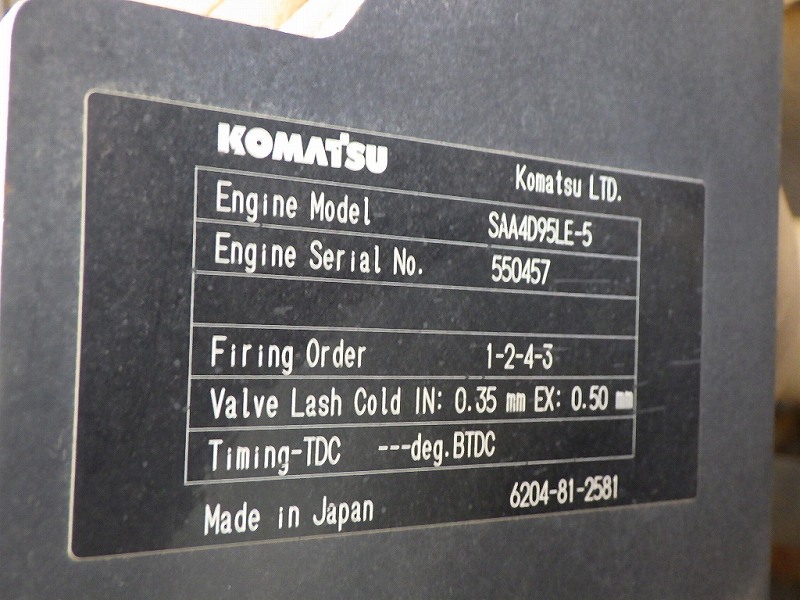 KOMATSU
Komatsu LTD.
Engine Model SAA4D95LE-5
Engine Serial No. 550457
Firing Order 1-2-4-3
Valve Lash Cold IN: 0.35 mm EX: 0.50 mm
Timing-TDC ---deg.BTDC
Made in Japan 6204-81-2581